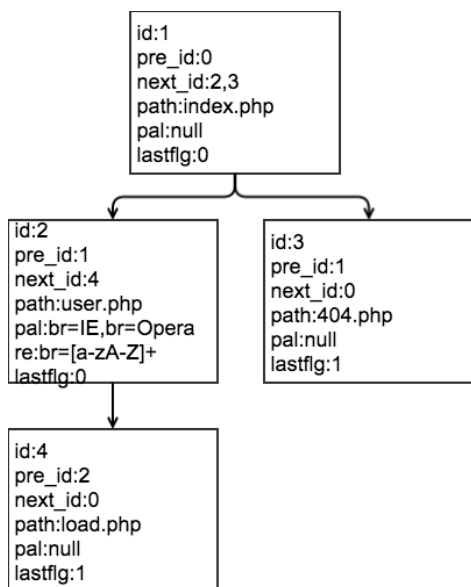 id:1
pre_id:0
next_id:2,3
path:index.php
pal:null
lastflg:0
id:2
pre_id:1
next_id:4
path:user.php
pal:br=IE,br=Opera
re:br=[a-zA-Z]+
lastflg:0
id:3
pre_id:1
next_id:0
path:404.php
pal:null
lastflg:1
id:4
pre_id:2
next_id:0
path:load.php
pal:null
lastflg:1